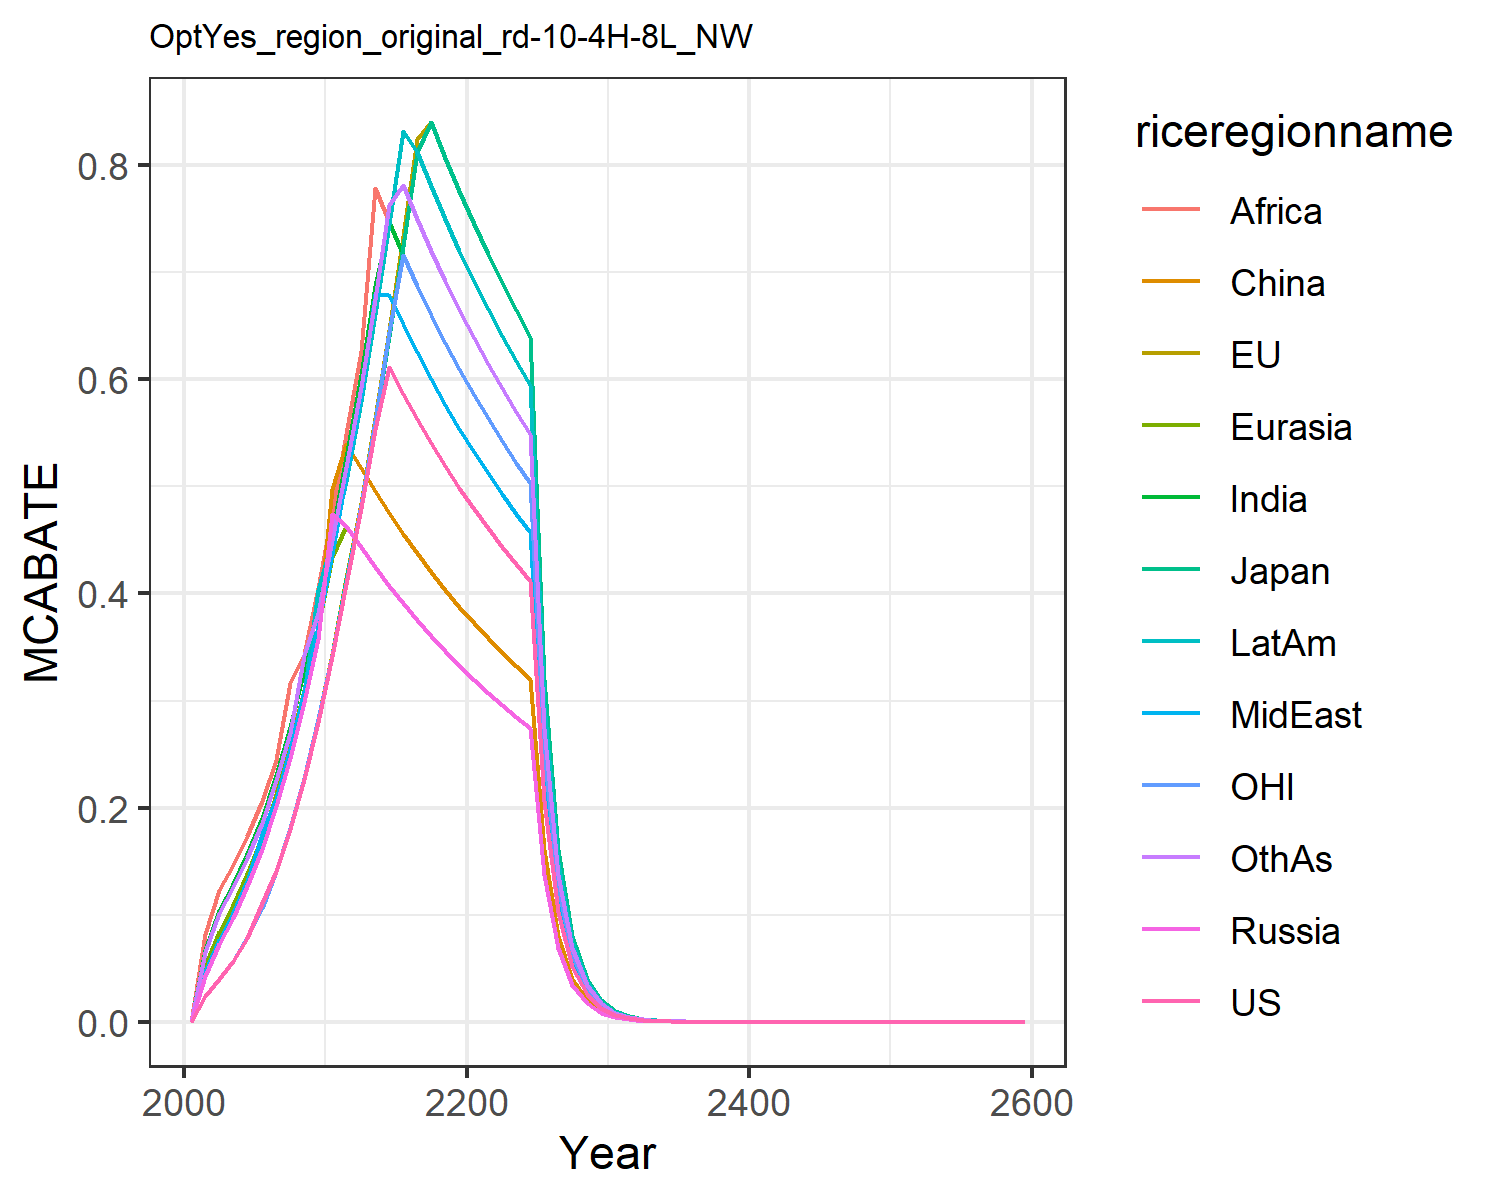 OptYes_region_original_rd-10-4H-8L_NW
MCABATE
0.8
0.6
0.4
0.2
0.0
2000
2200
2400
2600
Year
riceregionname
Africa
China
EU
Eurasia
India
Japan
LatAm
MidEast
OHI
OthAs
Russia
US